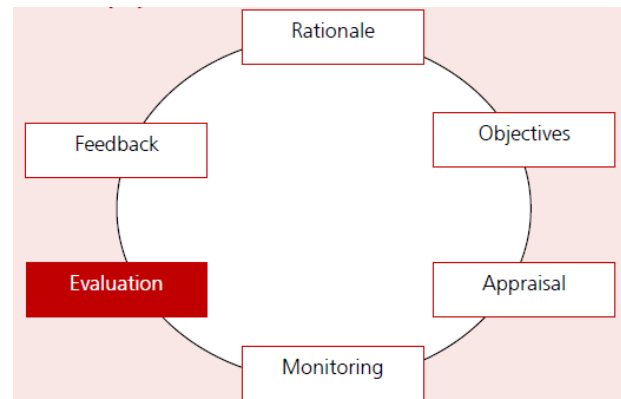 Rationale
Objectives
Appraisal
Monitoring
Evaluation
Feedback